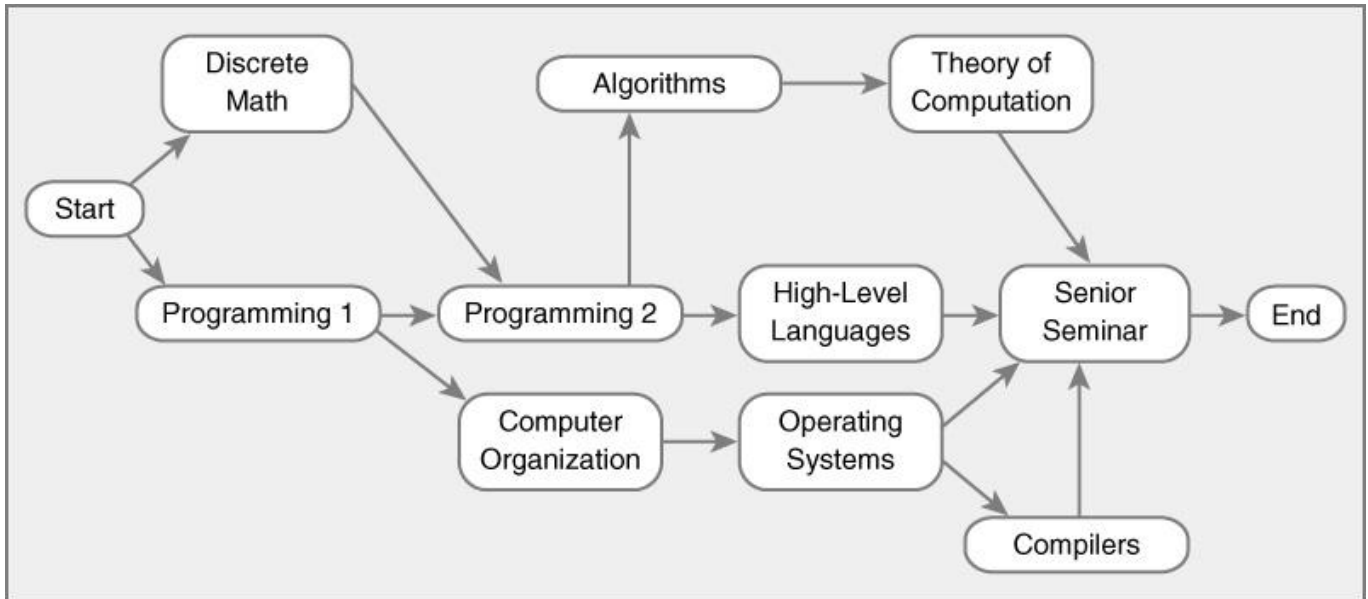 Discrete
Math
Algorithms
Theory of
Computation
Start
Programming 1
Programming 2
High-Level
Languages
Senior
Seminar
End
Computer
Organization
Operating
Systems
Compilers